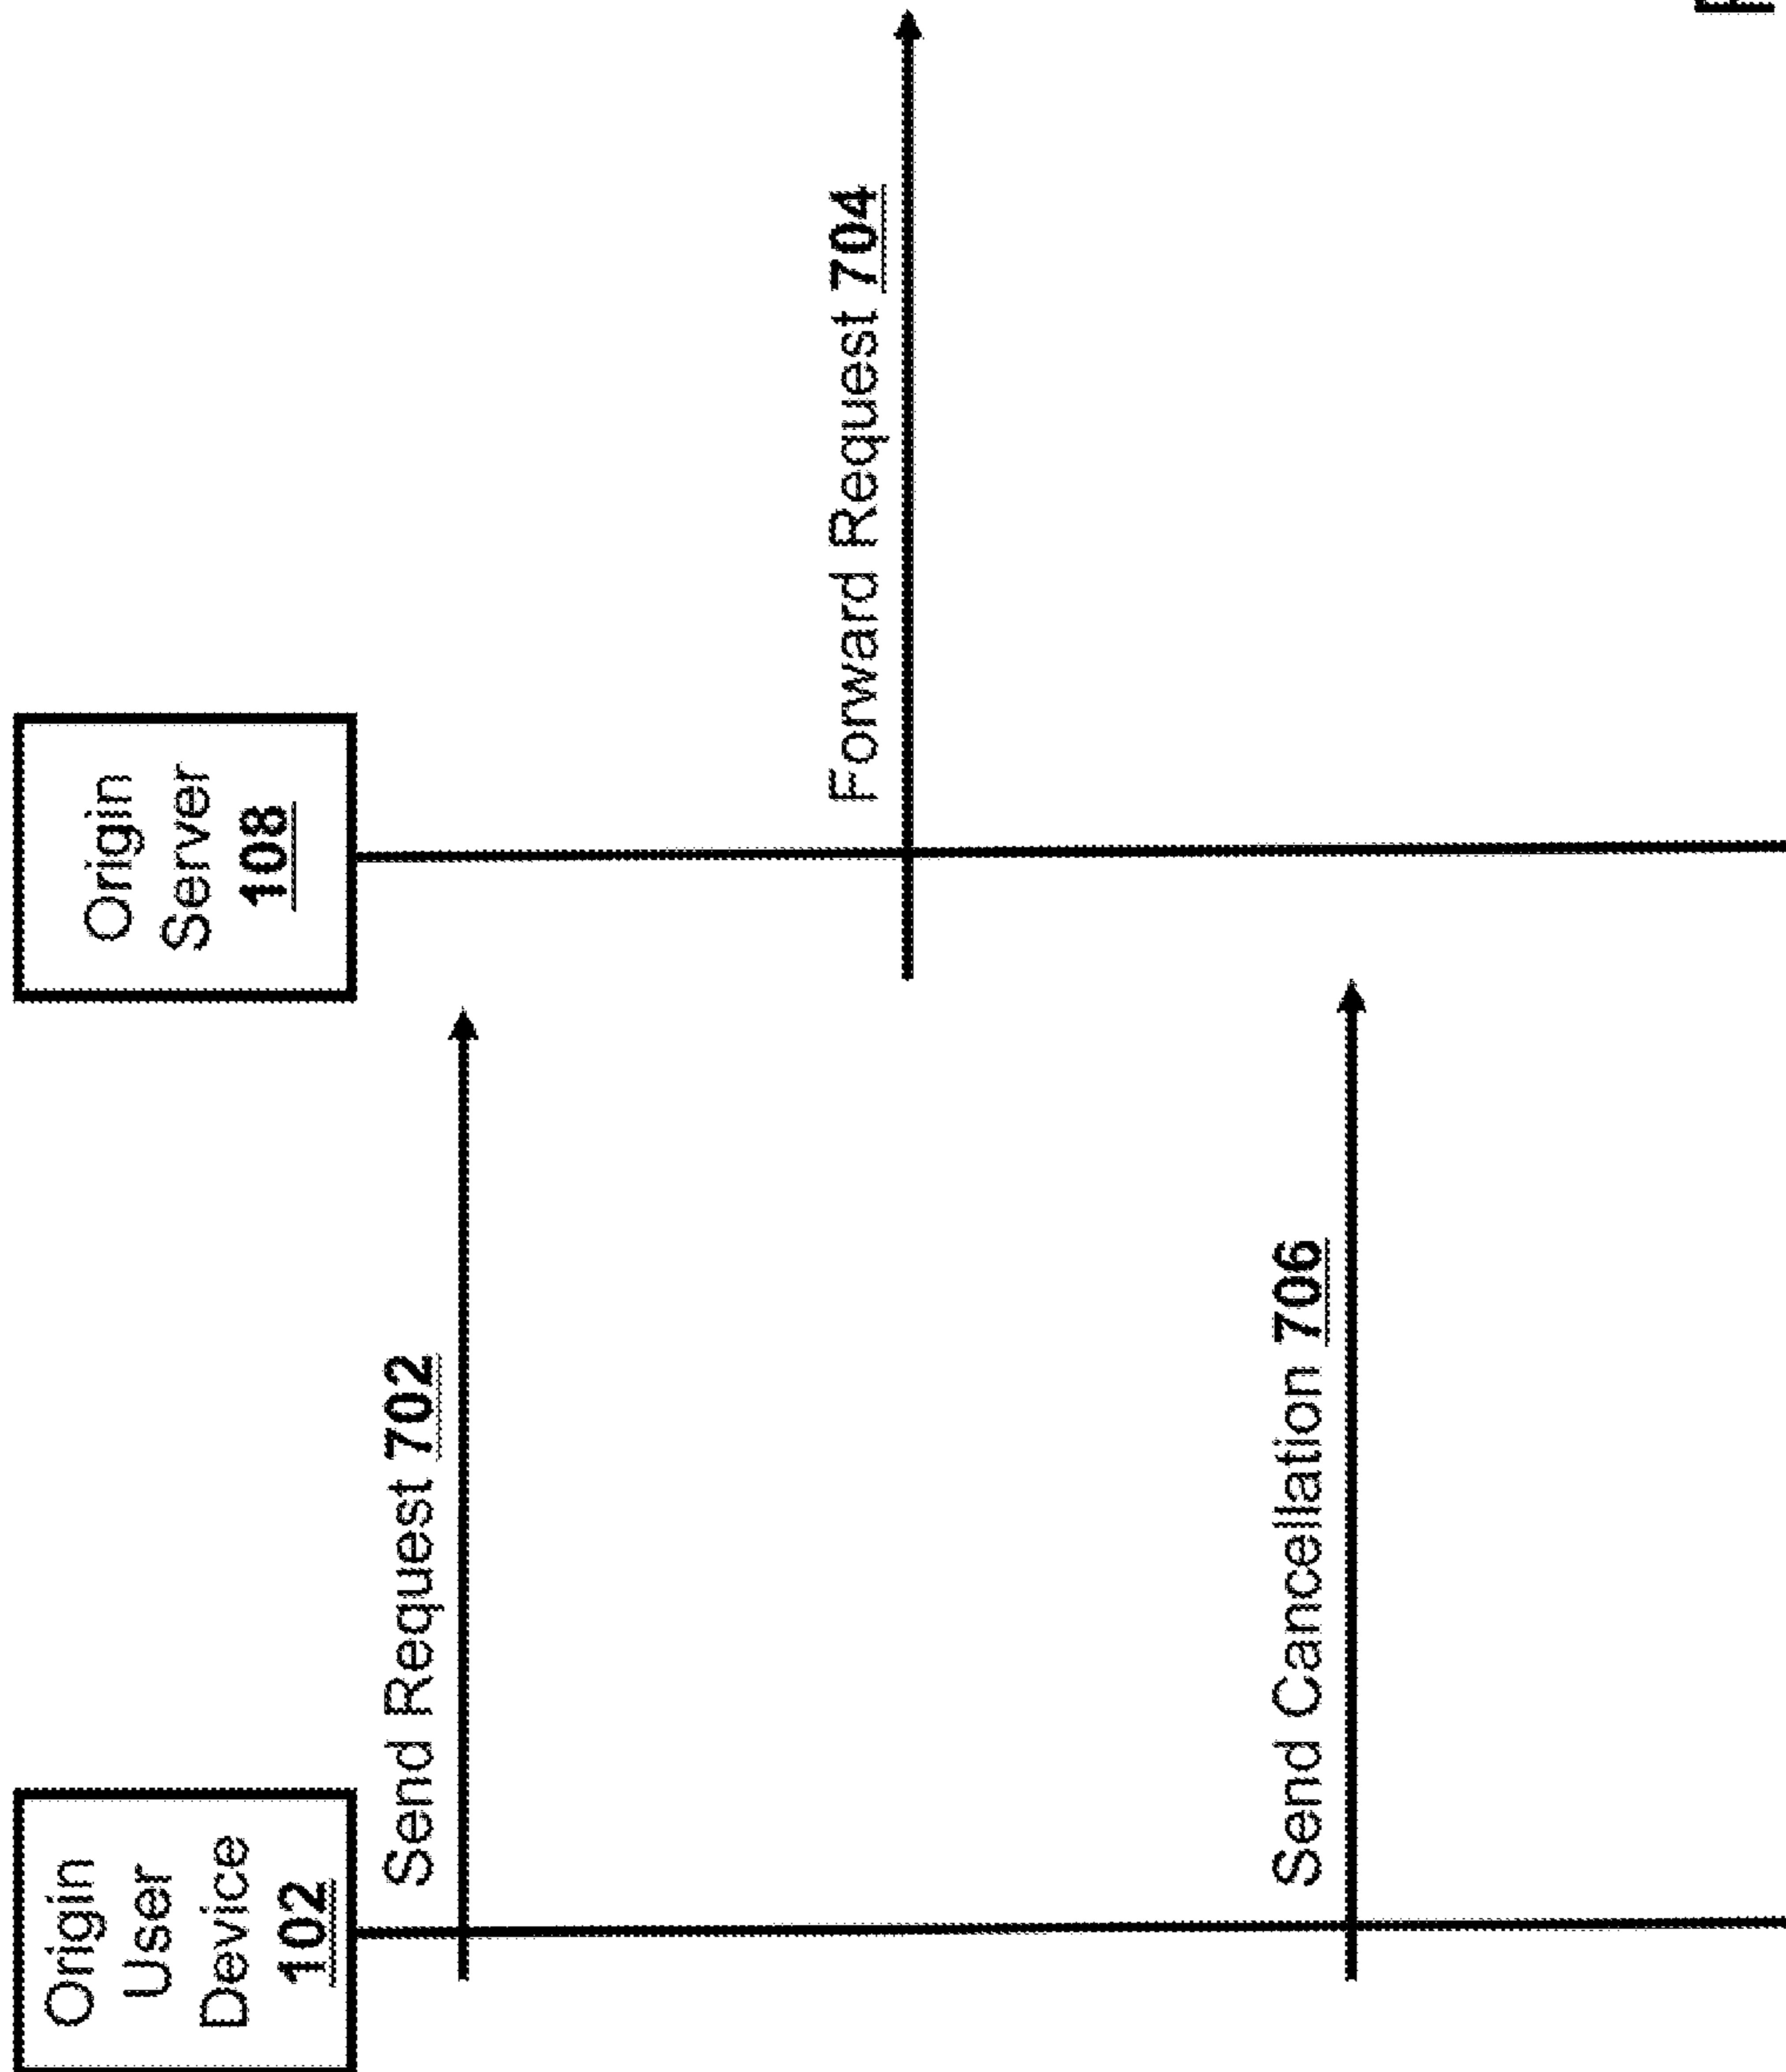 Origin
User
Device
102
Origin
Server
108
Send Request 702
Forward Request 704
Send Cancellation 706